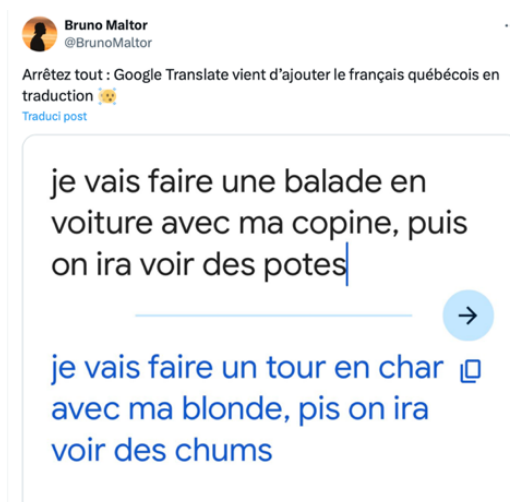 Bruno Maltor
@BrunoMaltor
Arrêtez tout : Google Translate vient d’ajouter le français québécois en
traduction
Traduci post
je vais faire une balade en
voiture avec ma copine, puis
on ira voir des potes
je vais faire un tour en char
avec ma blonde, pis on ira
voir des chums